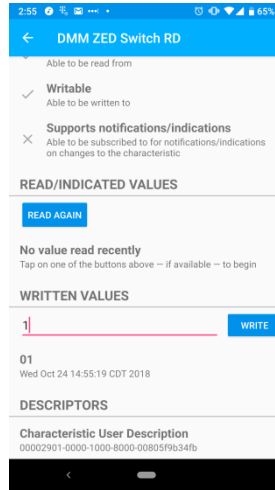 2:55 65%
DMM ZED Switch RD
Able to be read from
Writable
Able to be written to
Supports notifications/indications
Able to be subscribed to for notifications/indications
on changes to the characteristic
READ/INDICATED VALUES
READ AGAIN
No value read recently
Tap on one of the buttons above — if available — to begin
WRITTEN VALUES
1 WRITE
01
Wed Oct 24 14:55:19 CDT 2018
DESCRIPTORS
Characteristic User Description
00002901-0000-1000-8000-00805f9b34fb